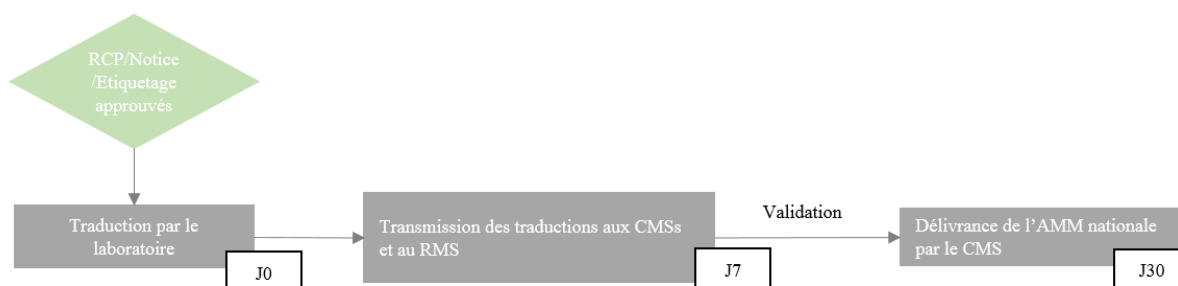 RCP/Notice
/Etiquetage
approuvés
Traduction par le
laboratoire
J0
Transmission des traductions aux CMSs
et au RMS
J7
Validation
Délivrance de l’AMM nationale
par le CMS
J30